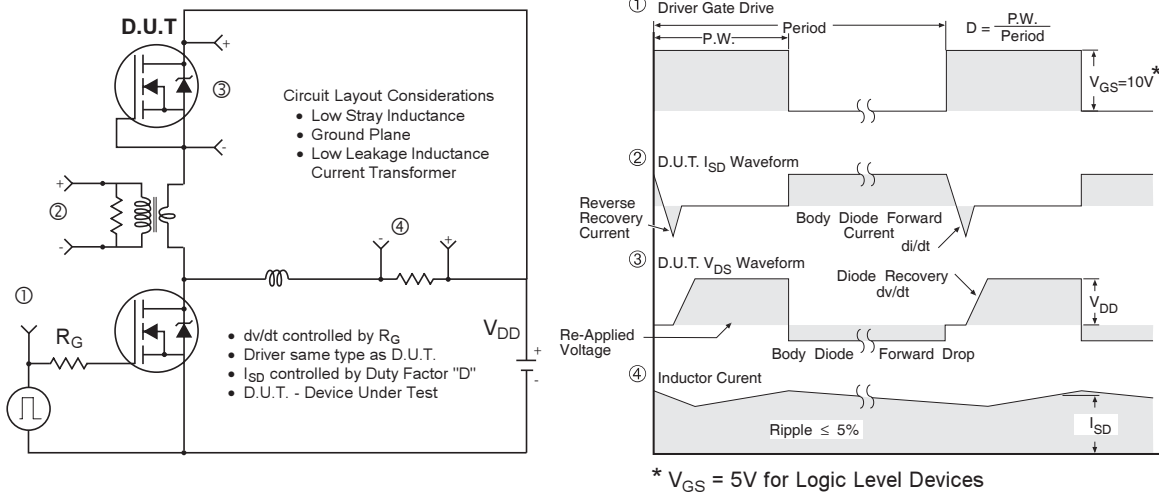 D.U.T
+
③
-
Circuit Layout Considerations
• Low Stray Inductance
• Ground Plane
• Low Leakage Inductance
Current Transformer
+
②
-
④
- +
①
R_G
V_DD
+
-
• dv/dt controlled by R_G
• Driver same type as D.U.T.
• I_SD controlled by Duty Factor "D"
• D.U.T. - Device Under Test
① Driver Gate Drive
P.W.
Period
D = P.W. / Period
V_GS=10V *
② D.U.T. I_SD Waveform
Reverse
Recovery
Current
Body Diode Forward
Current
di/dt
③ D.U.T. V_DS Waveform
Diode Recovery
dv/dt
V_DD
Re-Applied
Voltage
Body Diode Forward Drop
④ Inductor Curent
Ripple ≤ 5%
I_SD
* V_GS = 5V for Logic Level Devices